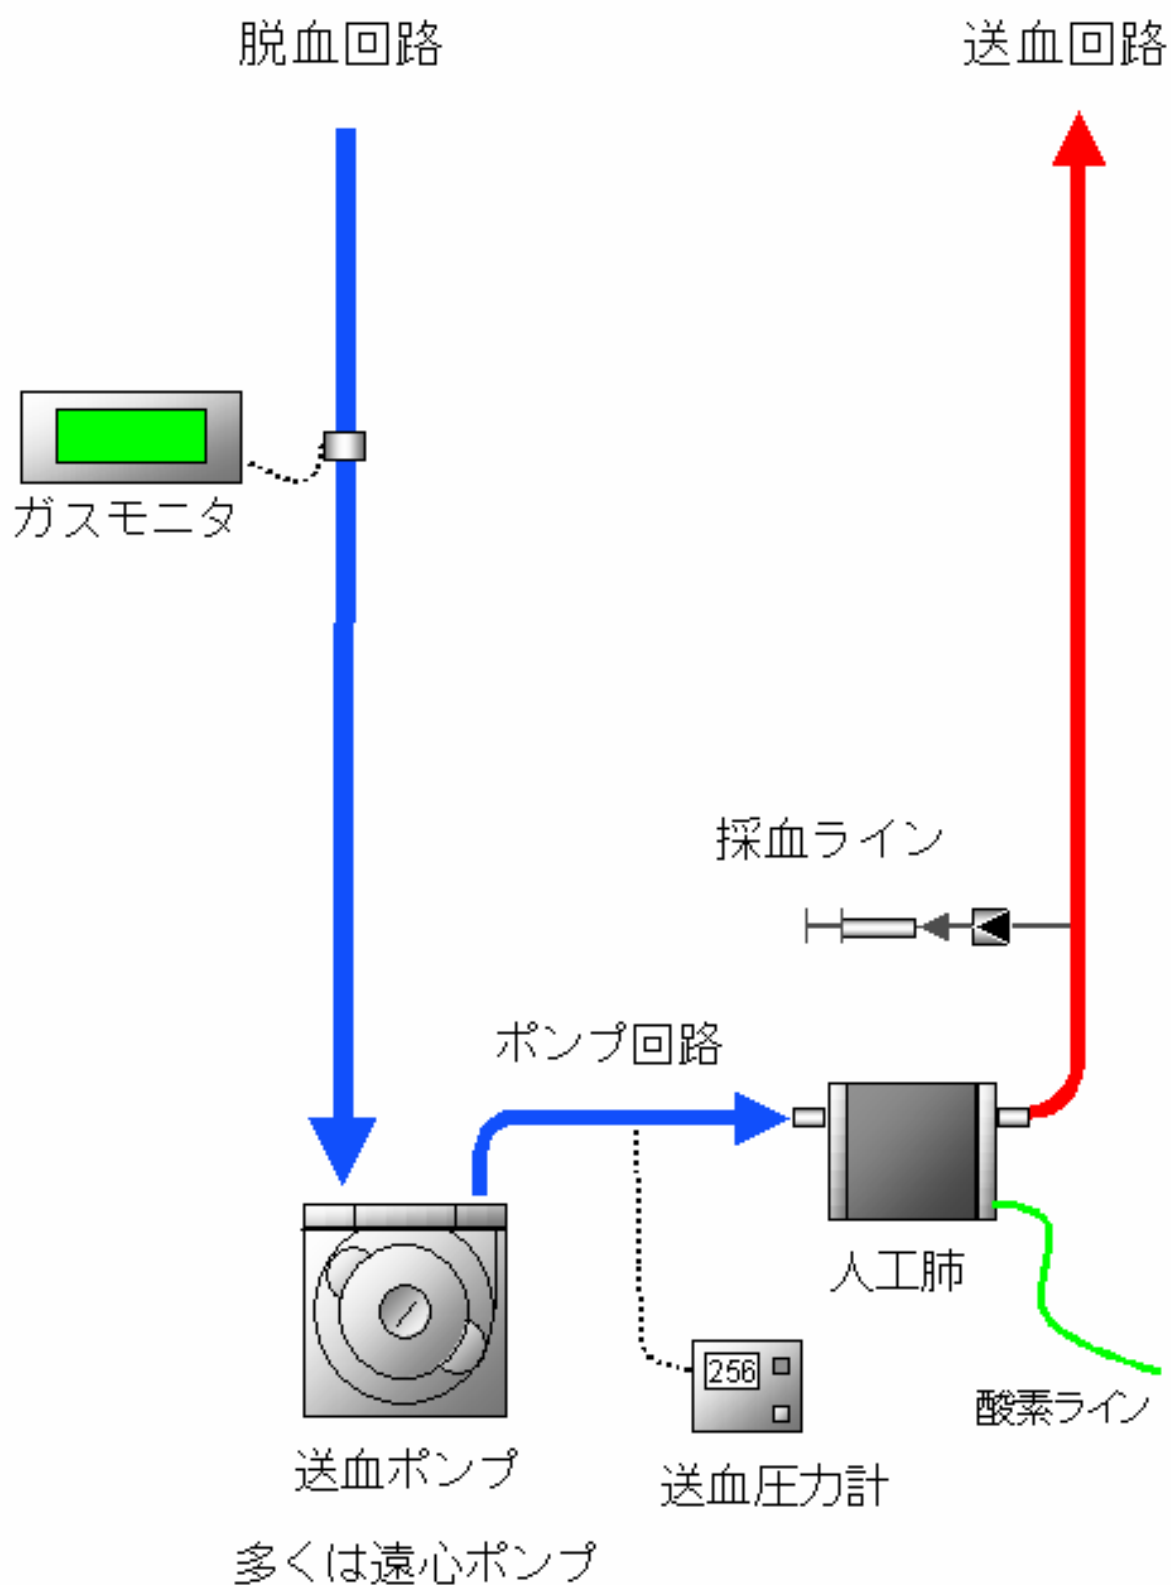 脱血回路
送血回路
ガスモニタ
採血ライン
ポンプ回路
人工肺
256
酸素ライン
送血ポンプ
送血圧力計
多くは遠心ポンプ